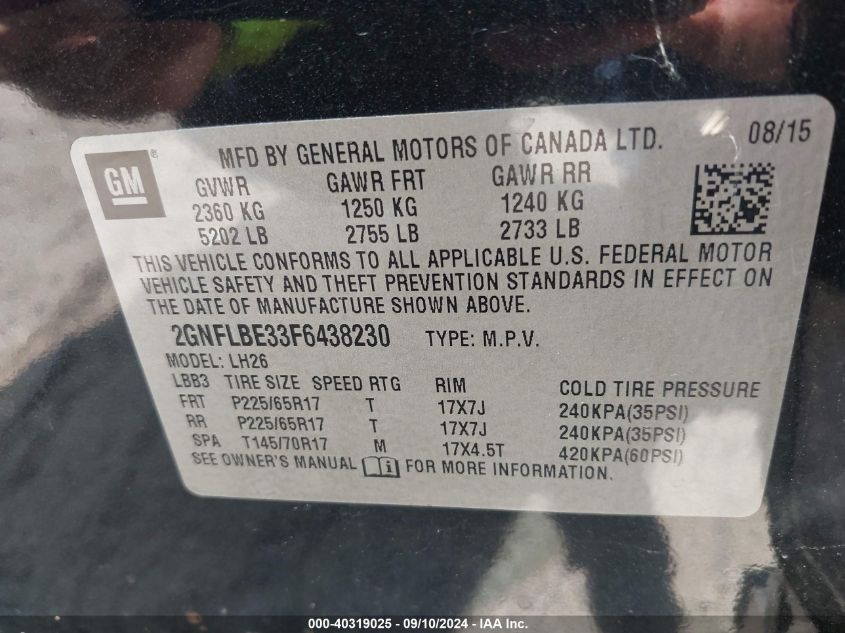 GM ®
MFD BY GENERAL MOTORS OF CANADA LTD. 08/15
GVWR GAWR FRT GAWR RR
2360 KG 1250 KG 1240 KG
5202 LB 2755 LB 2733 LB
THIS VEHICLE CONFORMS TO ALL APPLICABLE U.S. FEDERAL MOTOR
VEHICLE SAFETY AND THEFT PREVENTION STANDARDS IN EFFECT ON
THE DATE OF MANUFACTURE SHOWN ABOVE.
2GNFLBE33F6438230 TYPE: M.P.V.
MODEL: LH26
LBB3 TIRE SIZE SPEED RTG RIM COLD TIRE PRESSURE
FRT P225/65R17 T 17X7J 240KPA(35PSI)
RR P225/65R17 T 17X7J 240KPA(35PSI)
SPA T145/70R17 M 17X4.5T 420KPA(60PSI)
SEE OWNER'S MANUAL i FOR MORE INFORMATION.
000-40319025 - 09/10/2024 - IAA Inc.